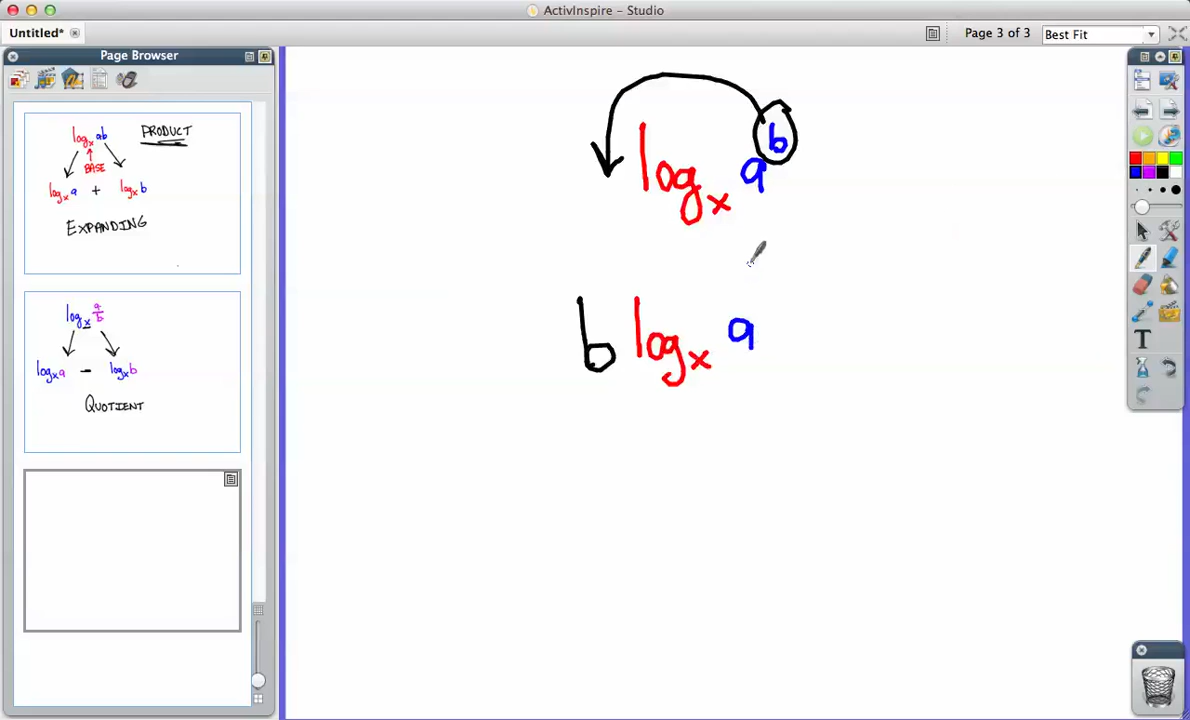 ActivInspire - Studio
Untitled*
Page 3 of 3
Best Fit
Page Browser
log_x ab
PRODUCT
BASE
log_x a + log_x b
EXPANDING
log_x a/b
log_x a - log_x b
QUOTIENT
log_x a^b
b log_x a
T